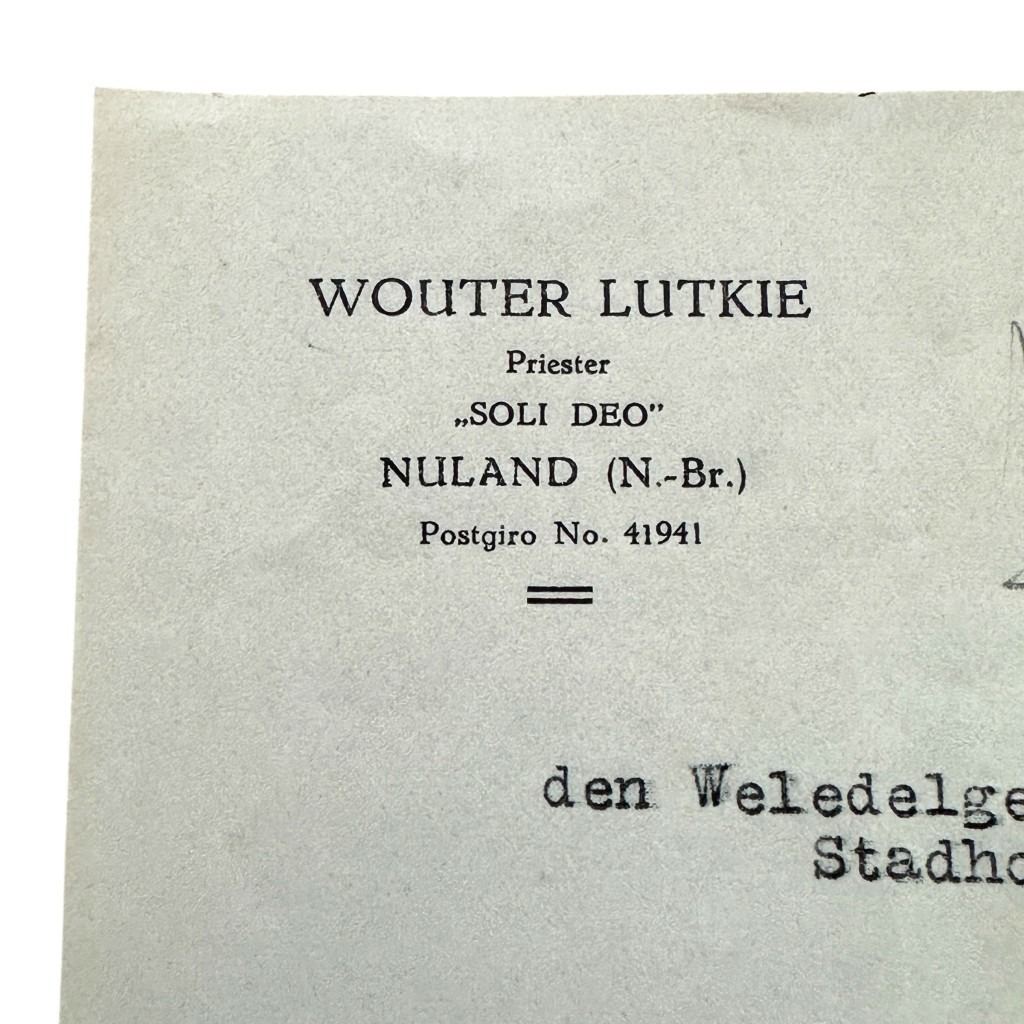 WOUTER LUTKIE
Priester
„SOLI DEO”
NULAND (N.-Br.)
Postgiro No. 41941
den Weledelge
Stadho